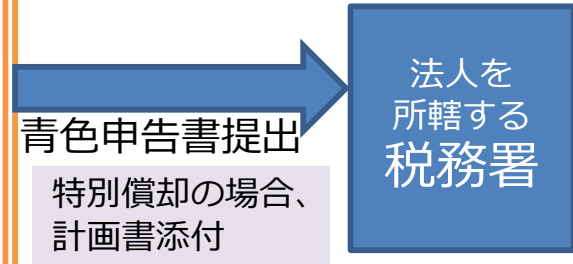 青色申告書提出
特別償却の場合、
計画書添付
法人を
所轄する
税務署